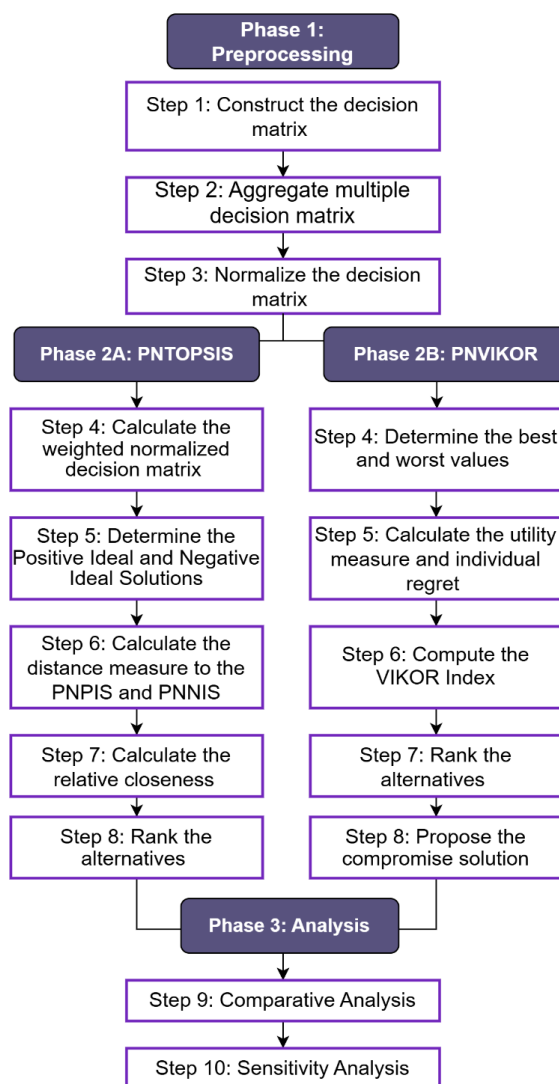 Phase 1:
Preprocessing
Step 1: Construct the decision
matrix
Step 2: Aggregate multiple
decision matrix
Step 3: Normalize the decision
matrix
Phase 2A: PNTOPSIS
Step 4: Calculate the
weighted normalized
decision matrix
Step 5: Determine the
Positive Ideal and Negative
Ideal Solutions
Step 6: Calculate the
distance measure to the
PNPIS and PNNIS
Step 7: Calculate the
relative closeness
Step 8: Rank the
alternatives
Phase 2B: PNVIKOR
Step 4: Determine the best
and worst values
Step 5: Calculate the utility
measure and individual
regret
Step 6: Compute the
VIKOR Index
Step 7: Rank the
alternatives
Step 8: Propose the
compromise solution
Phase 3: Analysis
Step 9: Comparative Analysis
Step 10: Sensitivity Analysis